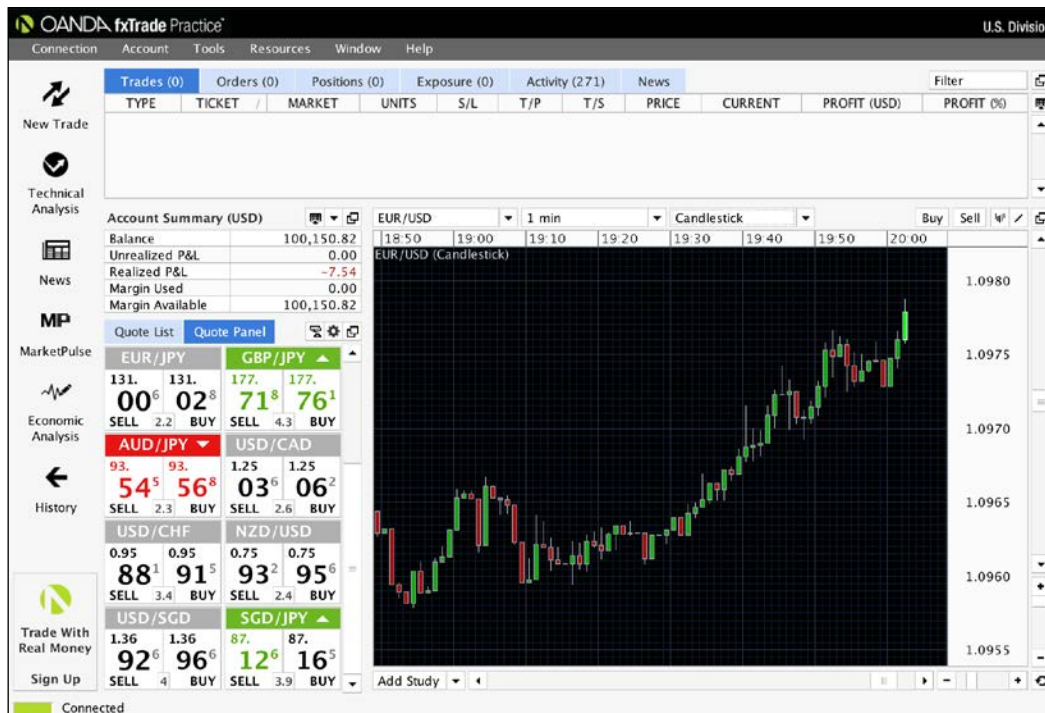 OANDA fxTrade Practice
U.S. Divisio
Connection Account Tools Resources Window Help
New Trade
Technical
Analysis
News
MP
MarketPulse
Economic
Analysis
History
Trade With
Real Money
Sign Up
Connected
Trades (0) Orders (0) Positions (0) Exposure (0) Activity (271) News Filter
TYPE TICKET / MARKET UNITS S/L T/P T/S PRICE CURRENT PROFIT (USD) PROFIT (%)
Account Summary (USD)
Balance 100,150.82
Unrealized P&L 0.00
Realized P&L -7.54
Margin Used 0.00
Margin Available 100,150.82
Quote List Quote Panel
EUR/JPY GBP/JPY
131. 131. 177. 177.
006 028 718 761
SELL 2.2 BUY SELL 4.3 BUY
AUD/JPY USD/CAD
93. 93. 1.25 1.25
545 568 036 062
SELL 2.3 BUY SELL 2.6 BUY
USD/CHF NZD/USD
0.95 0.95 0.75 0.75
881 915 932 956
SELL 3.4 BUY SELL 2.4 BUY
USD/SGD SGD/JPY
1.36 1.36 87. 87.
926 966 126 165
SELL 4 BUY SELL 3.9 BUY
EUR/USD 1 min Candlestick Buy Sell
18:50 19:00 19:10 19:20 19:30 19:40 19:50 20:00
EUR/USD (Candlestick)
1.0980
1.0975
1.0970
1.0965
1.0960
1.0955
Add Study